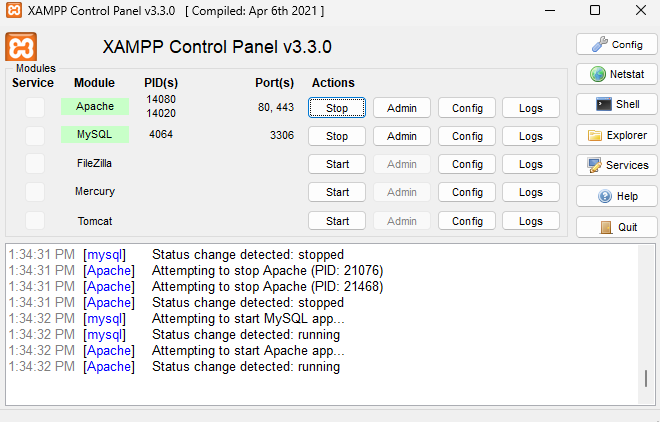 XAMPP Control Panel v3.3.0 [ Compiled: Apr 6th 2021 ]
XAMPP Control Panel v3.3.0
Config
Modules
Service Module PID(s) Port(s) Actions
Netstat
Apache 14080 14020 80, 443 Stop Admin Config Logs
Shell
MySQL 4064 3306 Stop Admin Config Logs
Explorer
FileZilla Start Admin Config Logs
Services
Mercury Start Admin Config Logs
Help
Tomcat Start Admin Config Logs
Quit
1:34:31 PM [mysql] Status change detected: stopped
1:34:31 PM [Apache] Attempting to stop Apache (PID: 21076)
1:34:31 PM [Apache] Attempting to stop Apache (PID: 21468)
1:34:31 PM [Apache] Status change detected: stopped
1:34:32 PM [mysql] Attempting to start MySQL app...
1:34:32 PM [mysql] Status change detected: running
1:34:32 PM [Apache] Attempting to start Apache app...
1:34:32 PM [Apache] Status change detected: running